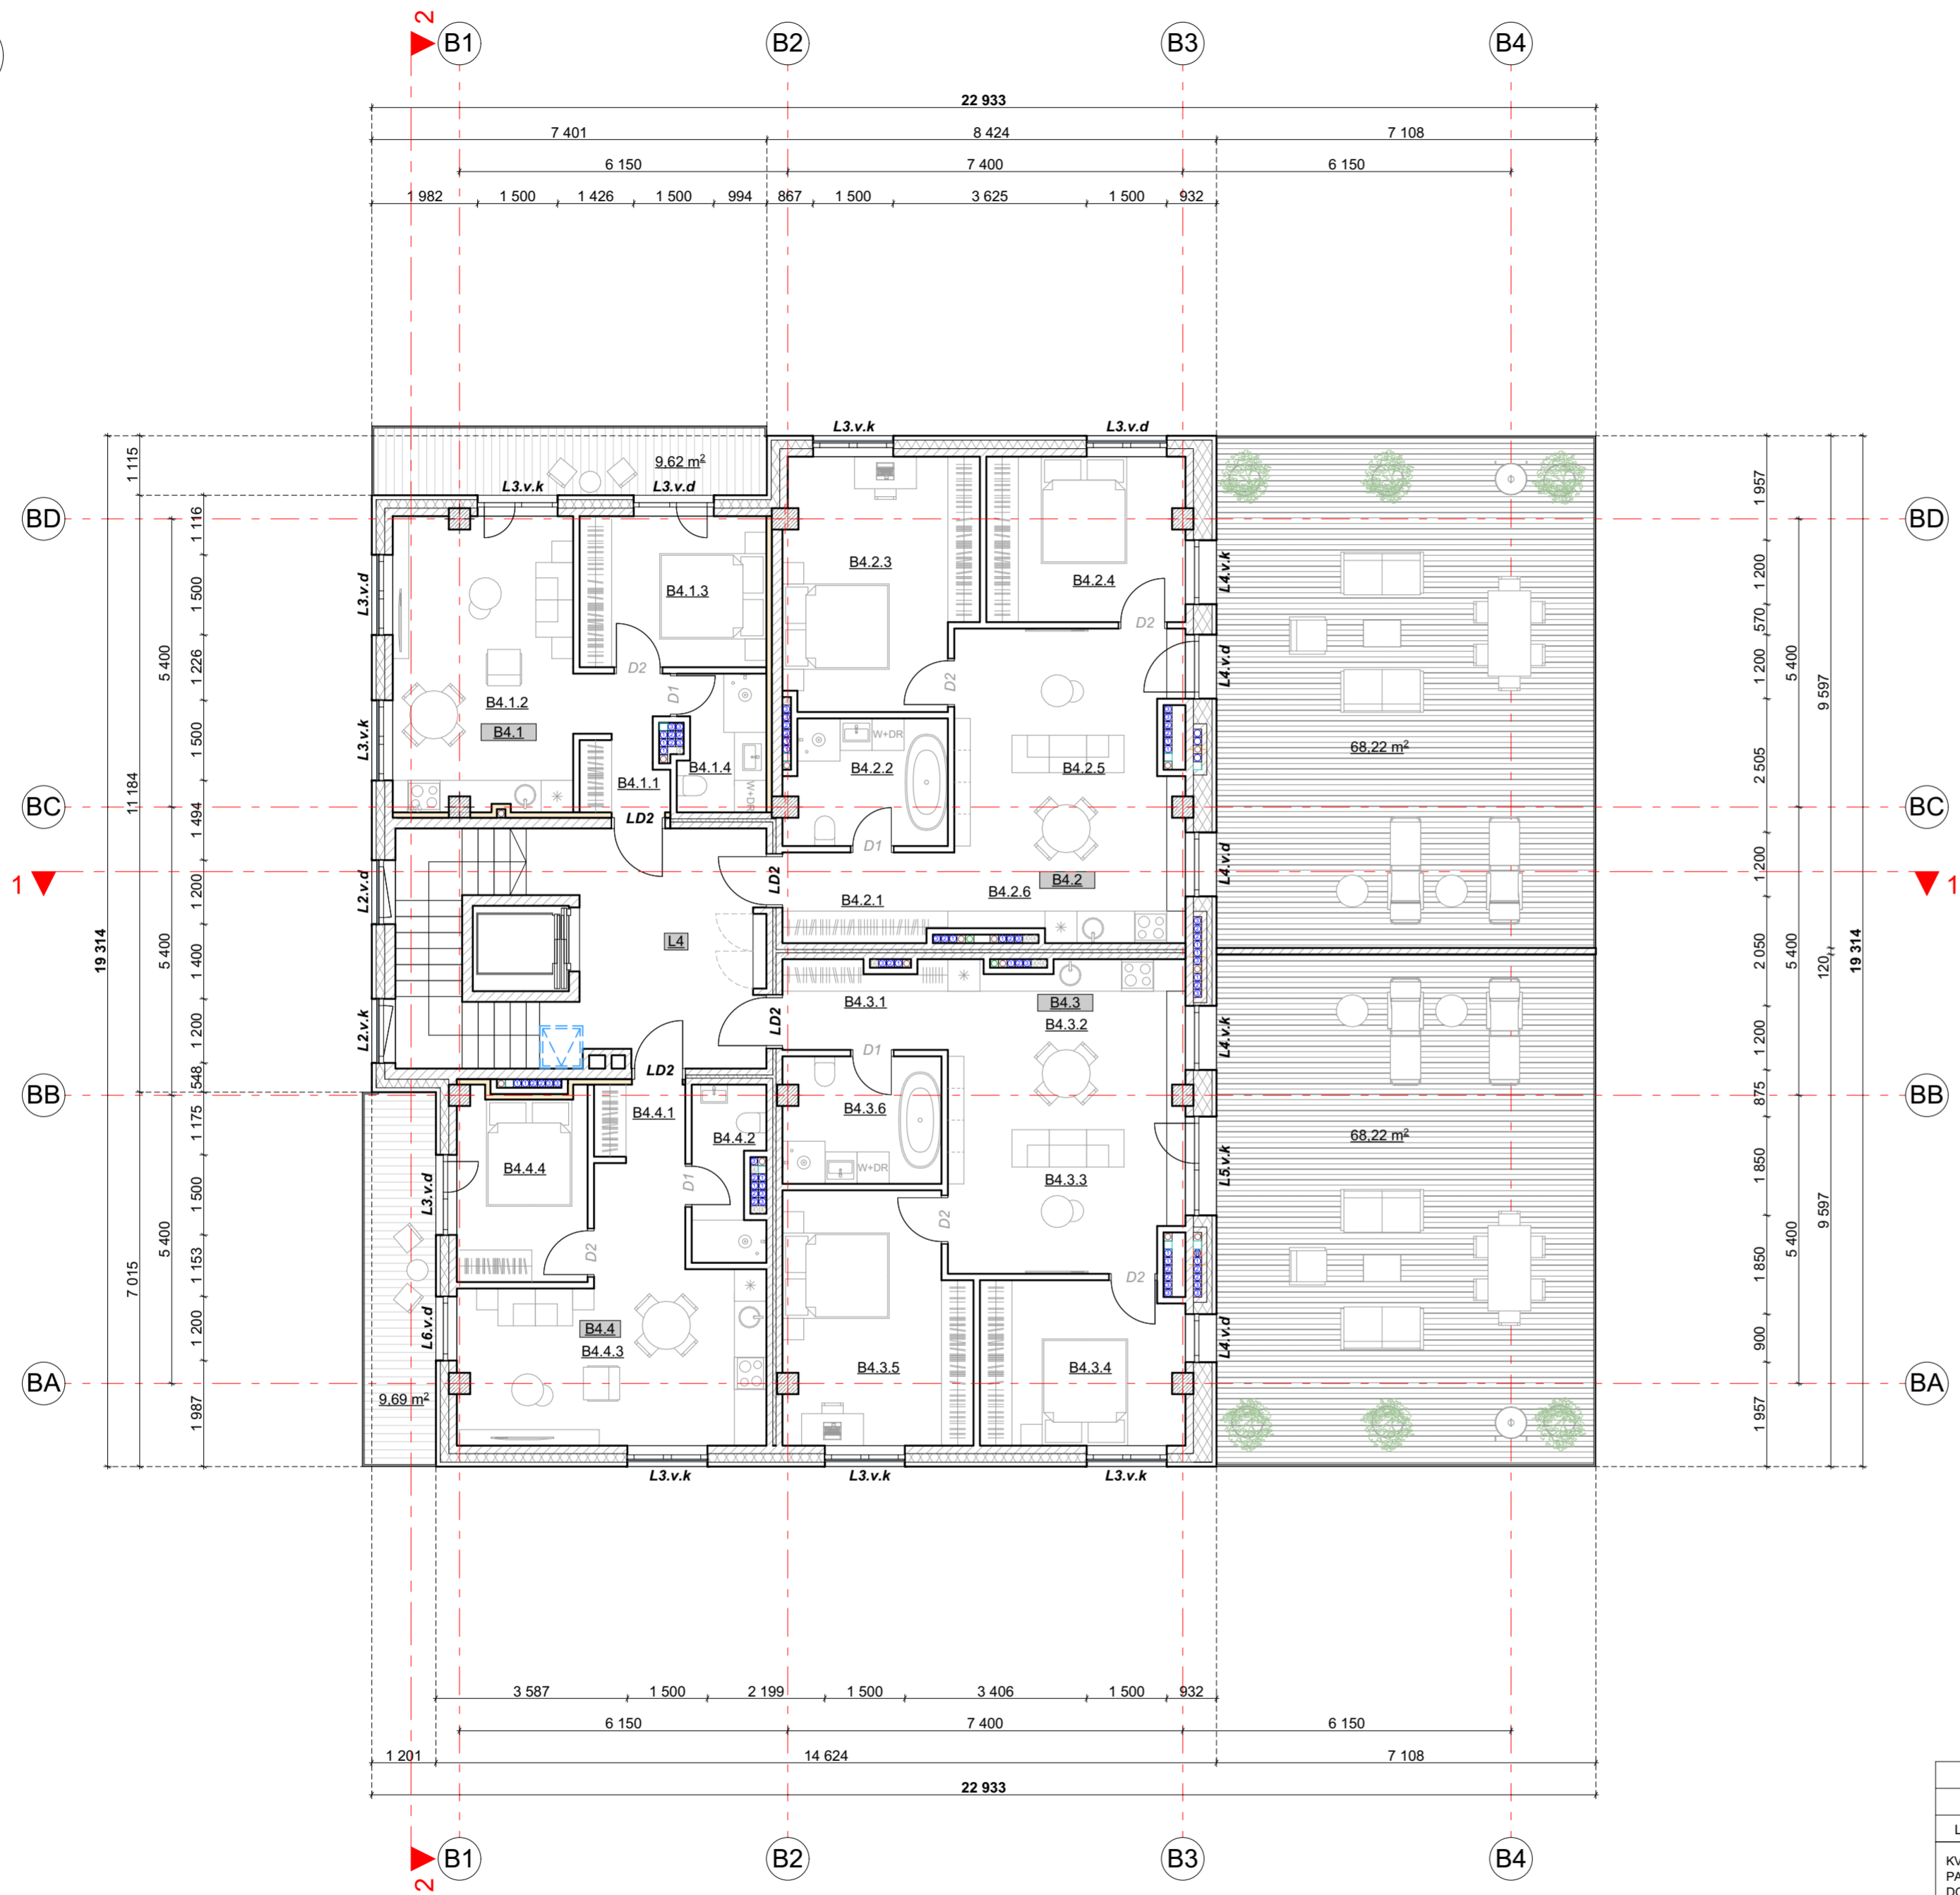 2
B1
B2
B3
B4
22 933
7 401
8 424
7 108
6 150
7 400
6 150
1 982
1 500
1 426
1 500
994
867
1 500
3 625
1 500
932
L3.v.k
L3.v.d
9,62 m²
L3.v.k
L3.v.d
BD
BD
1 115
1 116
1 957
L3.v.d
1 500
B4.1.3
B4.2.3
B4.2.4
L4.v.k
1 200
570
5 400
1 226
D2
D2
L4.v.d
1 200
5 400
9 597
D1
D2
B4.1.2
B4.1
L3.v.k
1 500
W+DR
68,22 m²
2 505
B4.1.1
B4.1.4
B4.2.2
B4.2.5
W+DR
11 184
BC
BC
1 494
LD2
D1
1
L2.v.d
1 200
LD2
B4.2
B4.2.1
B4.2.6
L4.v.d
1 200
1
19 314
5 400
1 400
L4
2 050
5 400
120
19 314
B4.3.1
B4.3
B4.3.2
L2.v.k
1 200
LD2
D1
L4.v.k
1 200
548
LD2
BB
BB
875
1 175
B4.4.1
B4.4.2
B4.3.6
68,22 m²
L3.v.d
1 500
B4.4.4
D1
W+DR
B4.3.3
L5.v.k
1 850
7 015
5 400
1 153
D2
D2
D2
1 850
5 400
9 597
L6.v.d
1 200
B4.4
B4.4.3
B4.3.5
B4.3.4
L4.v.d
900
BA
BA
9,69 m²
1 987
1 957
L3.v.k
L3.v.k
L3.v.k
3 587
1 500
2 199
1 500
3 406
1 500
932
6 150
7 400
6 150
1 201
14 624
7 108
22 933
2
B1
B2
B3
B4
L
KV
PA